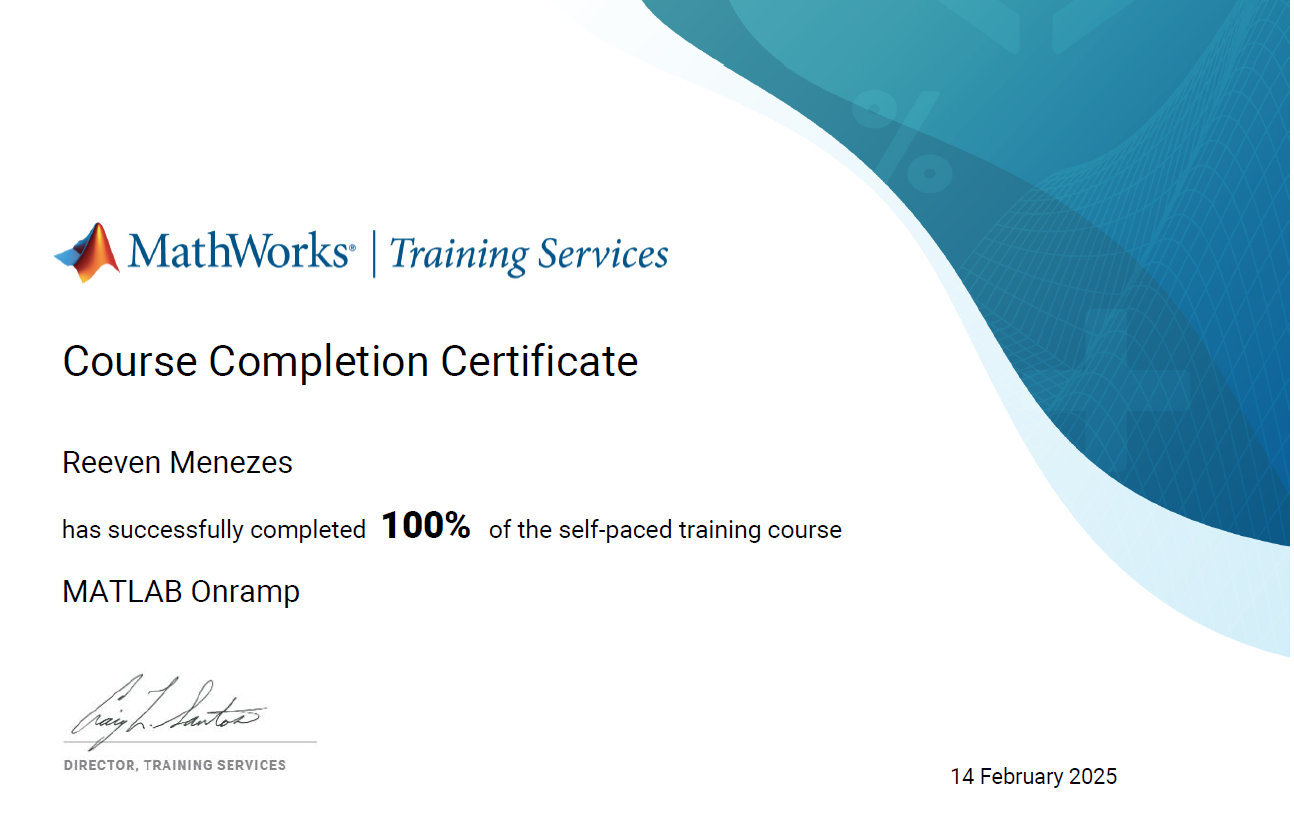 MathWorks® | Training Services
Course Completion Certificate
Reeven Menezes
has successfully completed 100% of the self-paced training course
MATLAB Onramp
Craig L. Santos
DIRECTOR, TRAINING SERVICES
14 February 2025